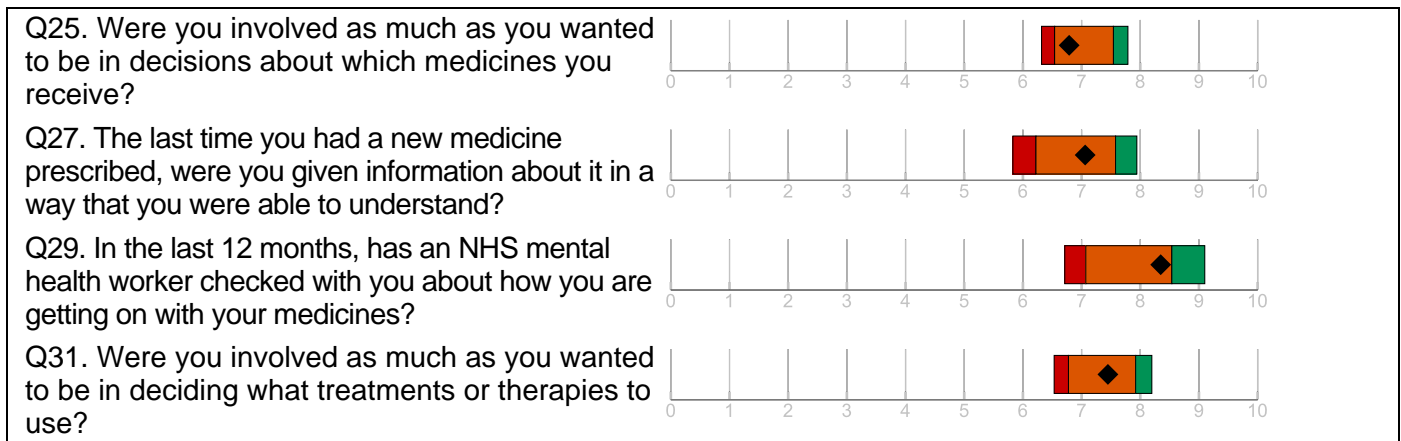 Q25. Were you involved as much as you wanted
to be in decisions about which medicines you
receive?
0 1 2 3 4 5 6 7 8 9 10
Q27. The last time you had a new medicine
prescribed, were you given information about it in a
way that you were able to understand?
0 1 2 3 4 5 6 7 8 9 10
Q29. In the last 12 months, has an NHS mental
health worker checked with you about how you are
getting on with your medicines?
0 1 2 3 4 5 6 7 8 9 10
Q31. Were you involved as much as you wanted
to be in deciding what treatments or therapies to
use?
0 1 2 3 4 5 6 7 8 9 10